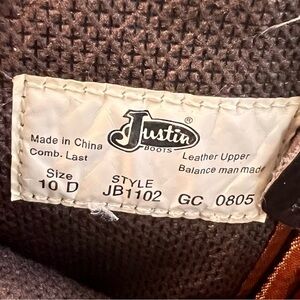 Justin
BOOTS
Made in China
Comb. Last
Leather Upper
Balance man made
Size
10 D
STYLE
JB1102
GC 0805